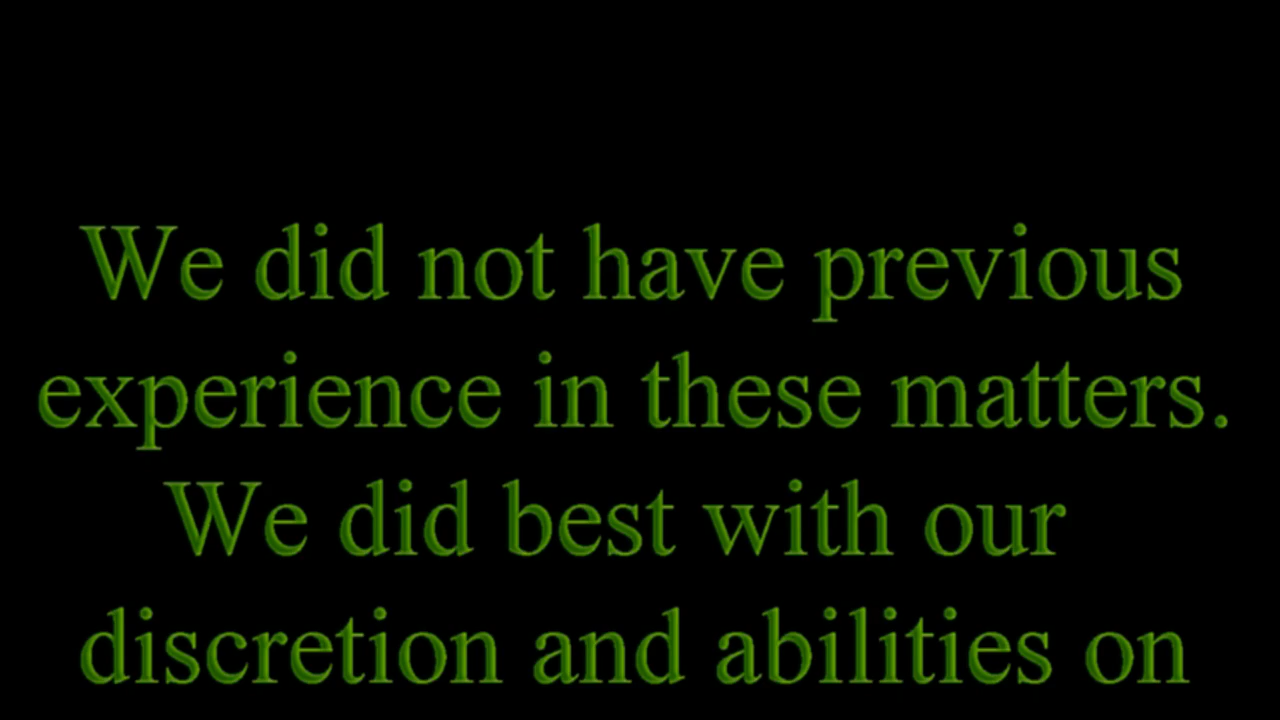 We did not have previous
experience in these matters.
We did best with our
discretion and abilities on